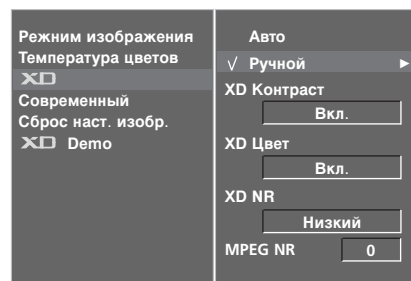 Режним изображения
Температура цветов
XD
Современный
Сброс наст. изобр.
XD Demo
Авто
√ Ручной ►
XD Контраст
Вкл.
XD Цвет
Вкл.
XD NR
Низкий
MPEG NR 0